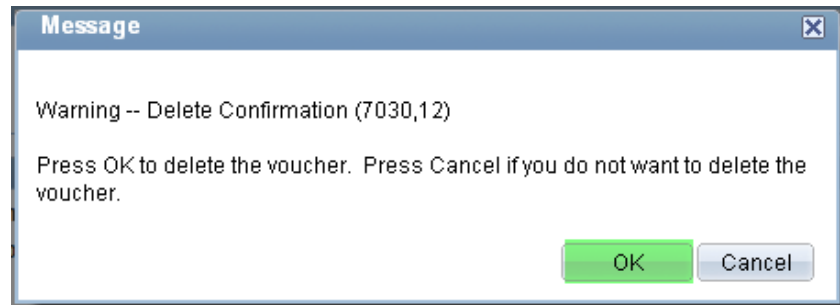 Message
Warning -- Delete Confirmation (7030,12)
Press OK to delete the voucher.  Press Cancel if you do not want to delete the
voucher.
OK
Cancel